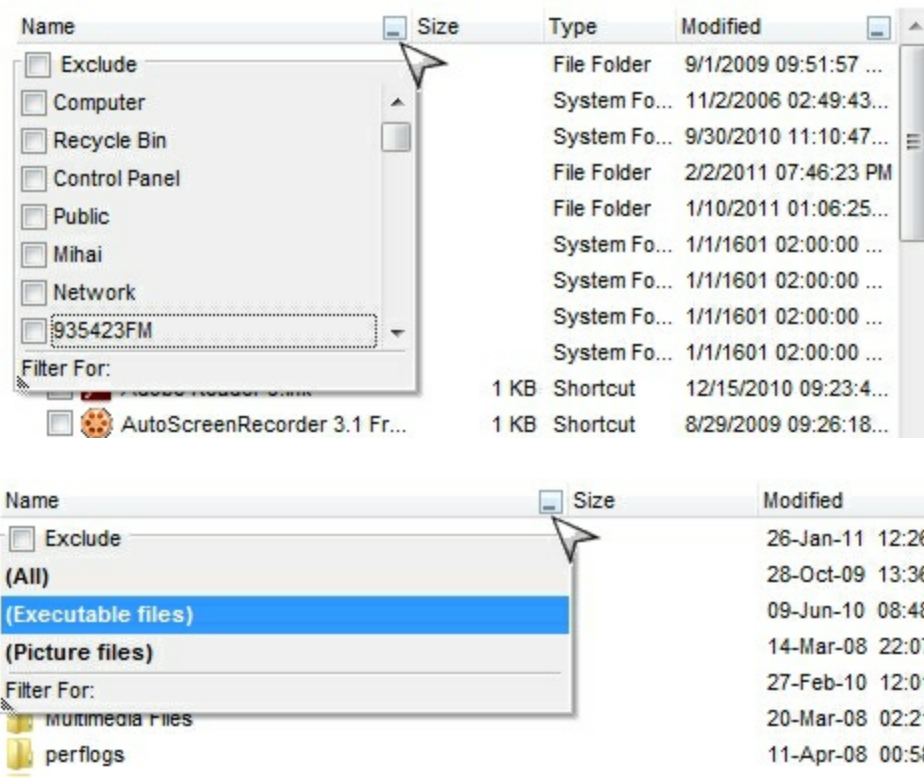 Name Size Type Modified
Exclude File Folder 9/1/2009 09:51:57 ...
Computer System Fo... 11/2/2006 02:49:43...
Recycle Bin System Fo... 9/30/2010 11:10:47...
Control Panel File Folder 2/2/2011 07:46:23 PM
Public File Folder 1/10/2011 01:06:25...
Mihai System Fo... 1/1/1601 02:00:00 ...
Network System Fo... 1/1/1601 02:00:00 ...
935423FM System Fo... 1/1/1601 02:00:00 ...
Filter For: System Fo... 1/1/1601 02:00:00 ...
1 KB Shortcut 12/15/2010 09:23:4...
AutoScreenRecorder 3.1 Fr... 1 KB Shortcut 8/29/2009 09:26:18...
Name Size Modified
Exclude 26-Jan-11 12:26
(All) 28-Oct-09 13:36
(Executable files) 09-Jun-10 08:48
(Picture files) 14-Mar-08 22:07
Filter For: 27-Feb-10 12:01
Multimedia Files 20-Mar-08 02:2
perflogs 11-Apr-08 00:58